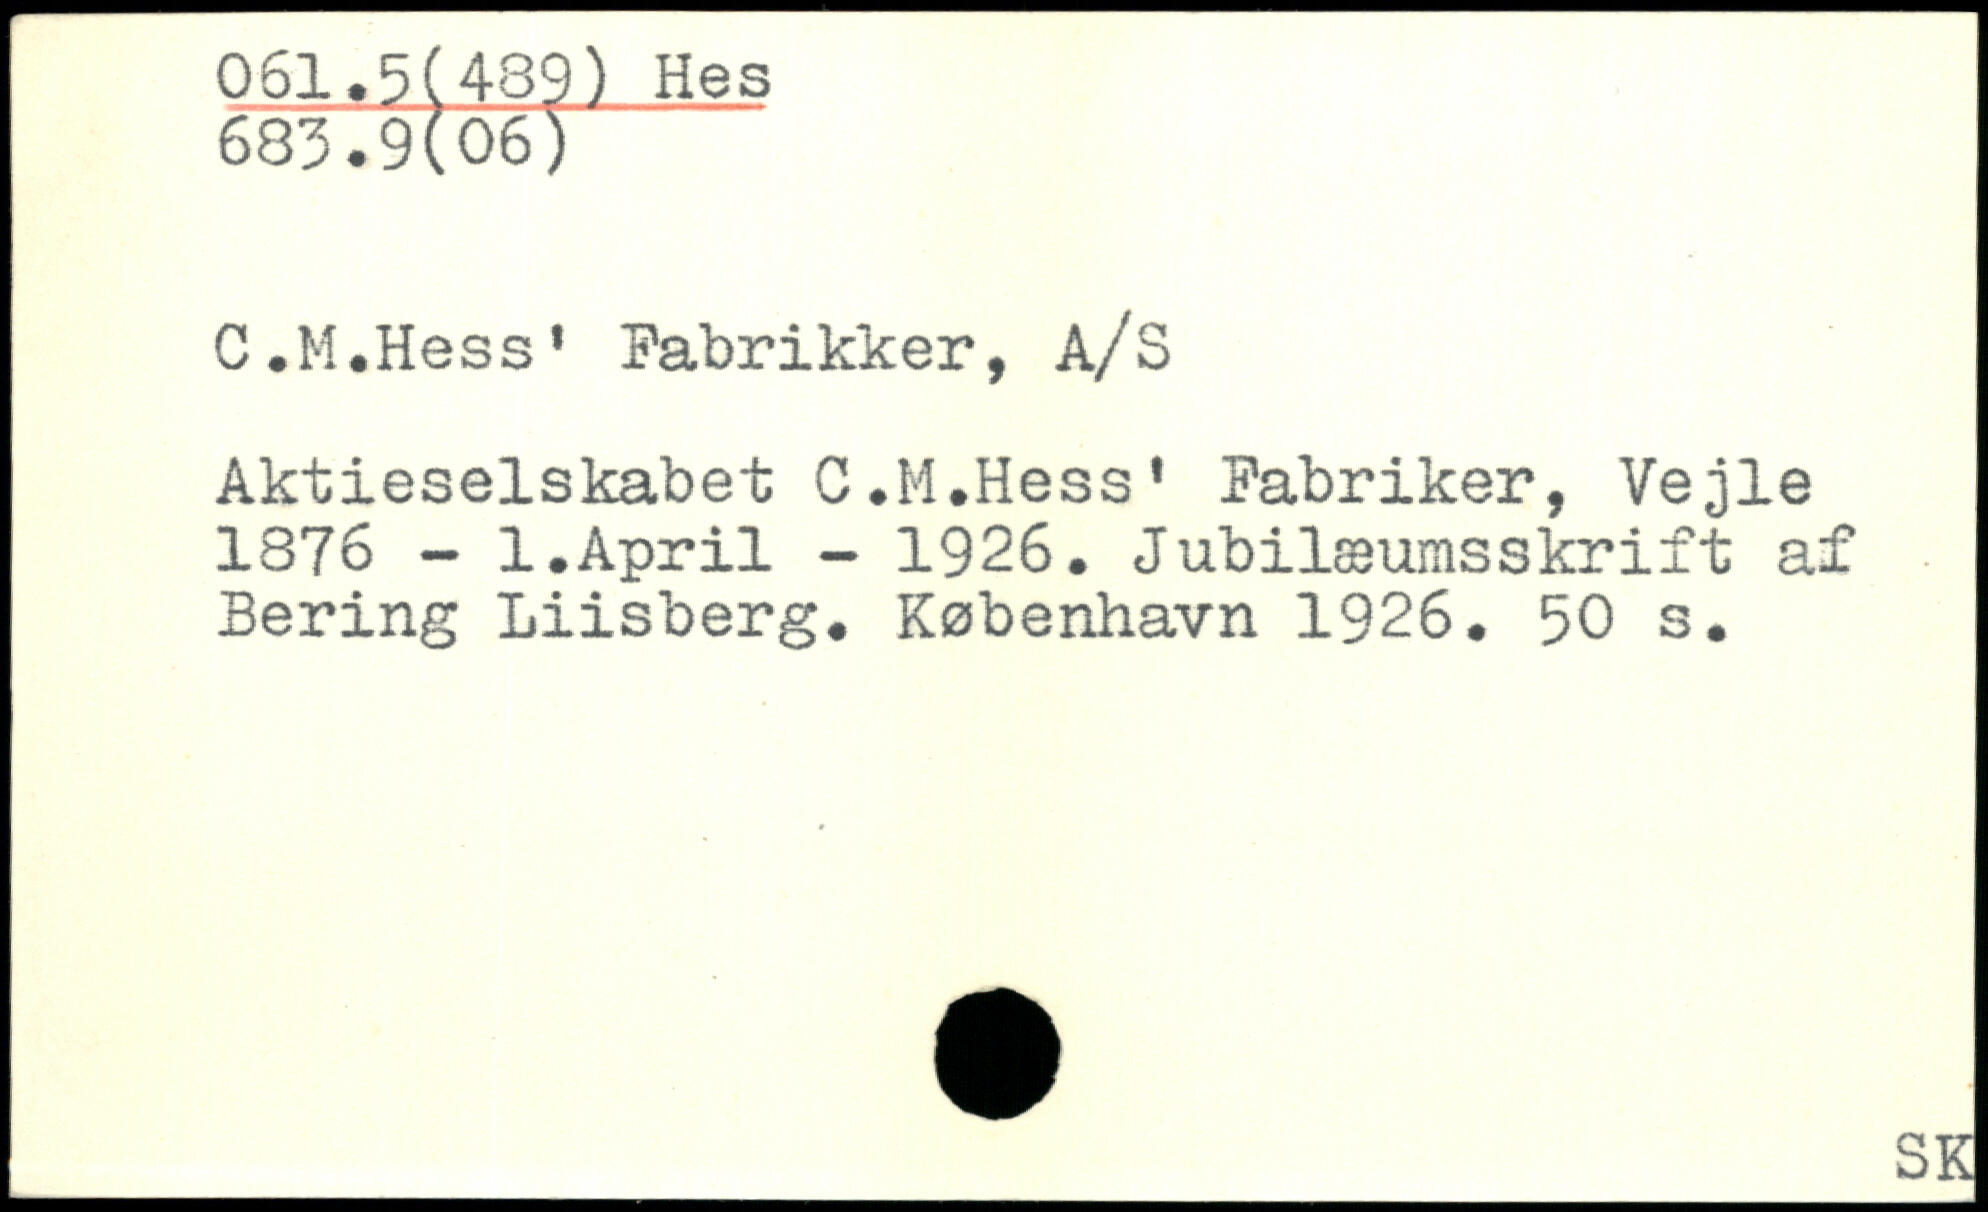 061.5(489) Hes
683.9(06)
C.M.Hess' Fabrikker, A/S
Aktieselskabet C.M.Hess' Fabriker, Vejle
1876 - 1.April - 1926. Jubilæumsskrift af
Bering Liisberg. København 1926. 50 s.
SK